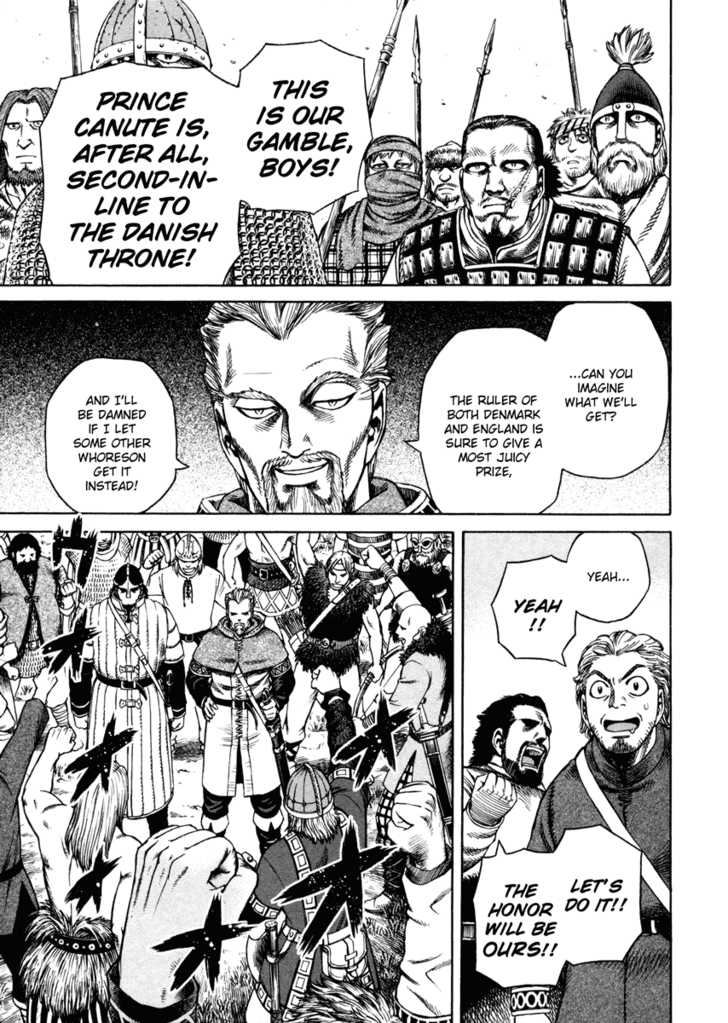 THIS
IS OUR
GAMBLE,
BOYS!
PRINCE
CANUTE IS,
AFTER ALL,
SECOND-IN-
LINE TO
THE DANISH
THRONE!
...CAN YOU
IMAGINE
WHAT WE'LL
GET?
THE RULER OF
BOTH DENMARK
AND ENGLAND IS
SURE TO GIVE A
MOST JUICY
PRIZE,
AND I'LL
BE DAMNED
IF I LET
SOME OTHER
WHORESON
GET IT
INSTEAD!
YEAH...
YEAH
!!
LET'S
DO IT!!
THE
HONOR
WILL BE
OURS!!